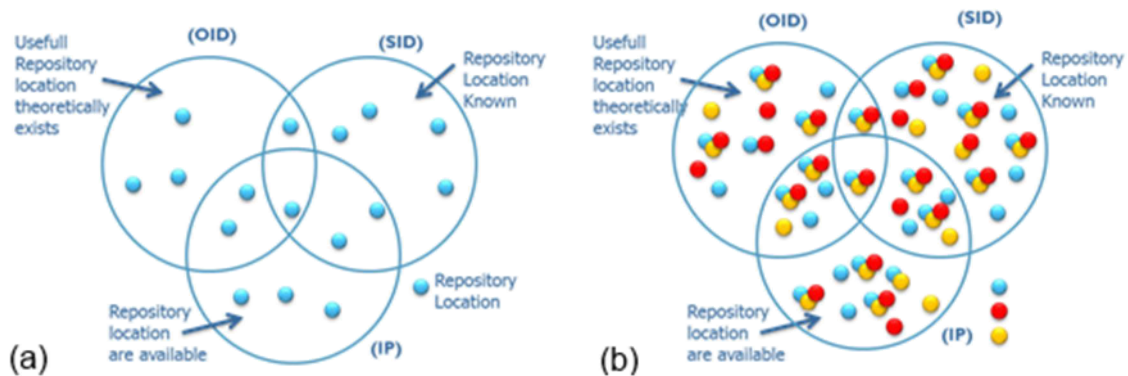 (OID)
(SID)
Usefull
Repository
location
theoretically
exists
Repository
Location
Known
Repository
Location
Repository
location
are available
(IP)
(a)
(OID)
(SID)
Usefull
Repository
location
theoretically
exists
Repository
Location
Known
Repository
location
are available
(IP)
(b)